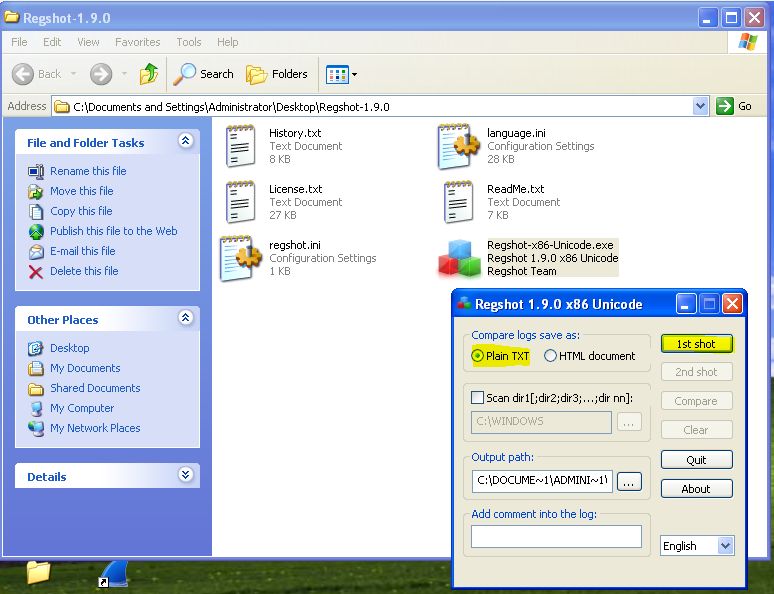 Regshot-1.9.0
File Edit View Favorites Tools Help
Back Search Folders
Address C:\Documents and Settings\Administrator\Desktop\Regshot-1.9.0 Go
File and Folder Tasks
Rename this file
Move this file
Copy this file
Publish this file to the Web
E-mail this file
Delete this file
Other Places
Desktop
My Documents
Shared Documents
My Computer
My Network Places
Details
History.txt
Text Document
8 KB
language.ini
Configuration Settings
28 KB
License.txt
Text Document
27 KB
ReadMe.txt
Text Document
7 KB
regshot.ini
Configuration Settings
1 KB
Regshot-x86-Unicode.exe
Regshot 1.9.0 x86 Unicode
Regshot Team
Regshot 1.9.0 x86 Unicode
Compare logs save as:
Plain TXT HTML document
Scan dir1[;dir2;dir3;...;dir nn]:
C:\WINDOWS ...
Output path:
C:\DOCUME~1\ADMINI~1\ ...
Add comment into the log:
1st shot
2nd shot
Compare
Clear
Quit
About
English